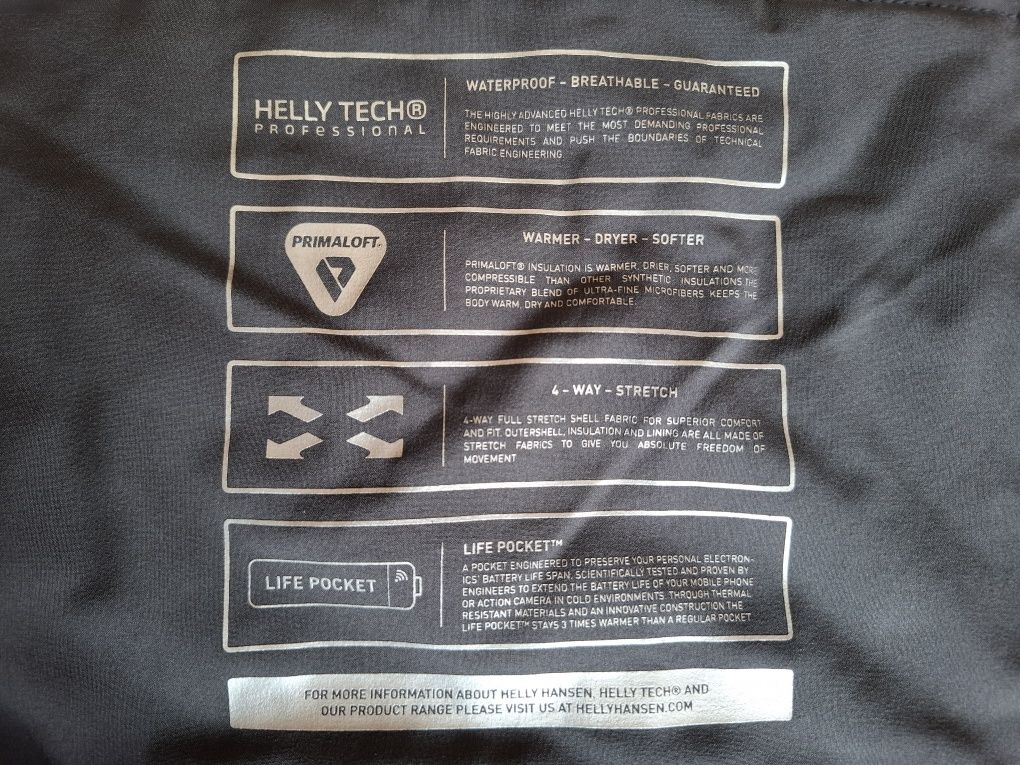 HELLY TECH®
PROFESSIONAL
WATERPROOF - BREATHABLE - GUARANTEED
THE HIGHLY ADVANCED HELLY TECH® PROFESSIONAL FABRICS ARE
ENGINEERED TO MEET THE MOST DEMANDING PROFESSIONAL
REQUIREMENTS AND PUSH THE BOUNDARIES OF TECHNICAL
FABRIC ENGINEERING.
PRIMALOFT
WARMER - DRYER - SOFTER
PRIMALOFT® INSULATION IS WARMER, DRIER, SOFTER AND MORE
COMPRESSIBLE THAN OTHER SYNTHETIC INSULATIONS.THE
PROPRIETARY BLEND OF ULTRA-FINE MICROFIBERS KEEPS THE
BODY WARM, DRY AND COMFORTABLE.
4 - WAY - STRETCH
4-WAY FULL STRETCH SHELL FABRIC FOR SUPERIOR COMFORT
AND FIT. OUTERSHELL, INSULATION AND LINING ARE ALL MADE OF
STRETCH FABRICS TO GIVE YOU ABSOLUTE FREEDOM OF
MOVEMENT
LIFE POCKET
LIFE POCKET™
A POCKET ENGINEERED TO PRESERVE YOUR PERSONAL ELECTRON-
ICS' BATTERY LIFE SPAN, SCIENTIFICALLY TESTED AND PROVEN BY
ENGINEERS TO EXTEND THE BATTERY LIFE OF YOUR MOBILE PHONE
OR ACTION CAMERA IN COLD ENVIRONMENTS. THROUGH THERMAL
RESISTANT MATERIALS AND AN INNOVATIVE CONSTRUCTION THE
LIFE POCKET™ STAYS 3 TIMES WARMER THAN A REGULAR POCKET
FOR MORE INFORMATION ABOUT HELLY HANSEN, HELLY TECH® AND
OUR PRODUCT RANGE PLEASE VISIT US AT HELLYHANSEN.COM